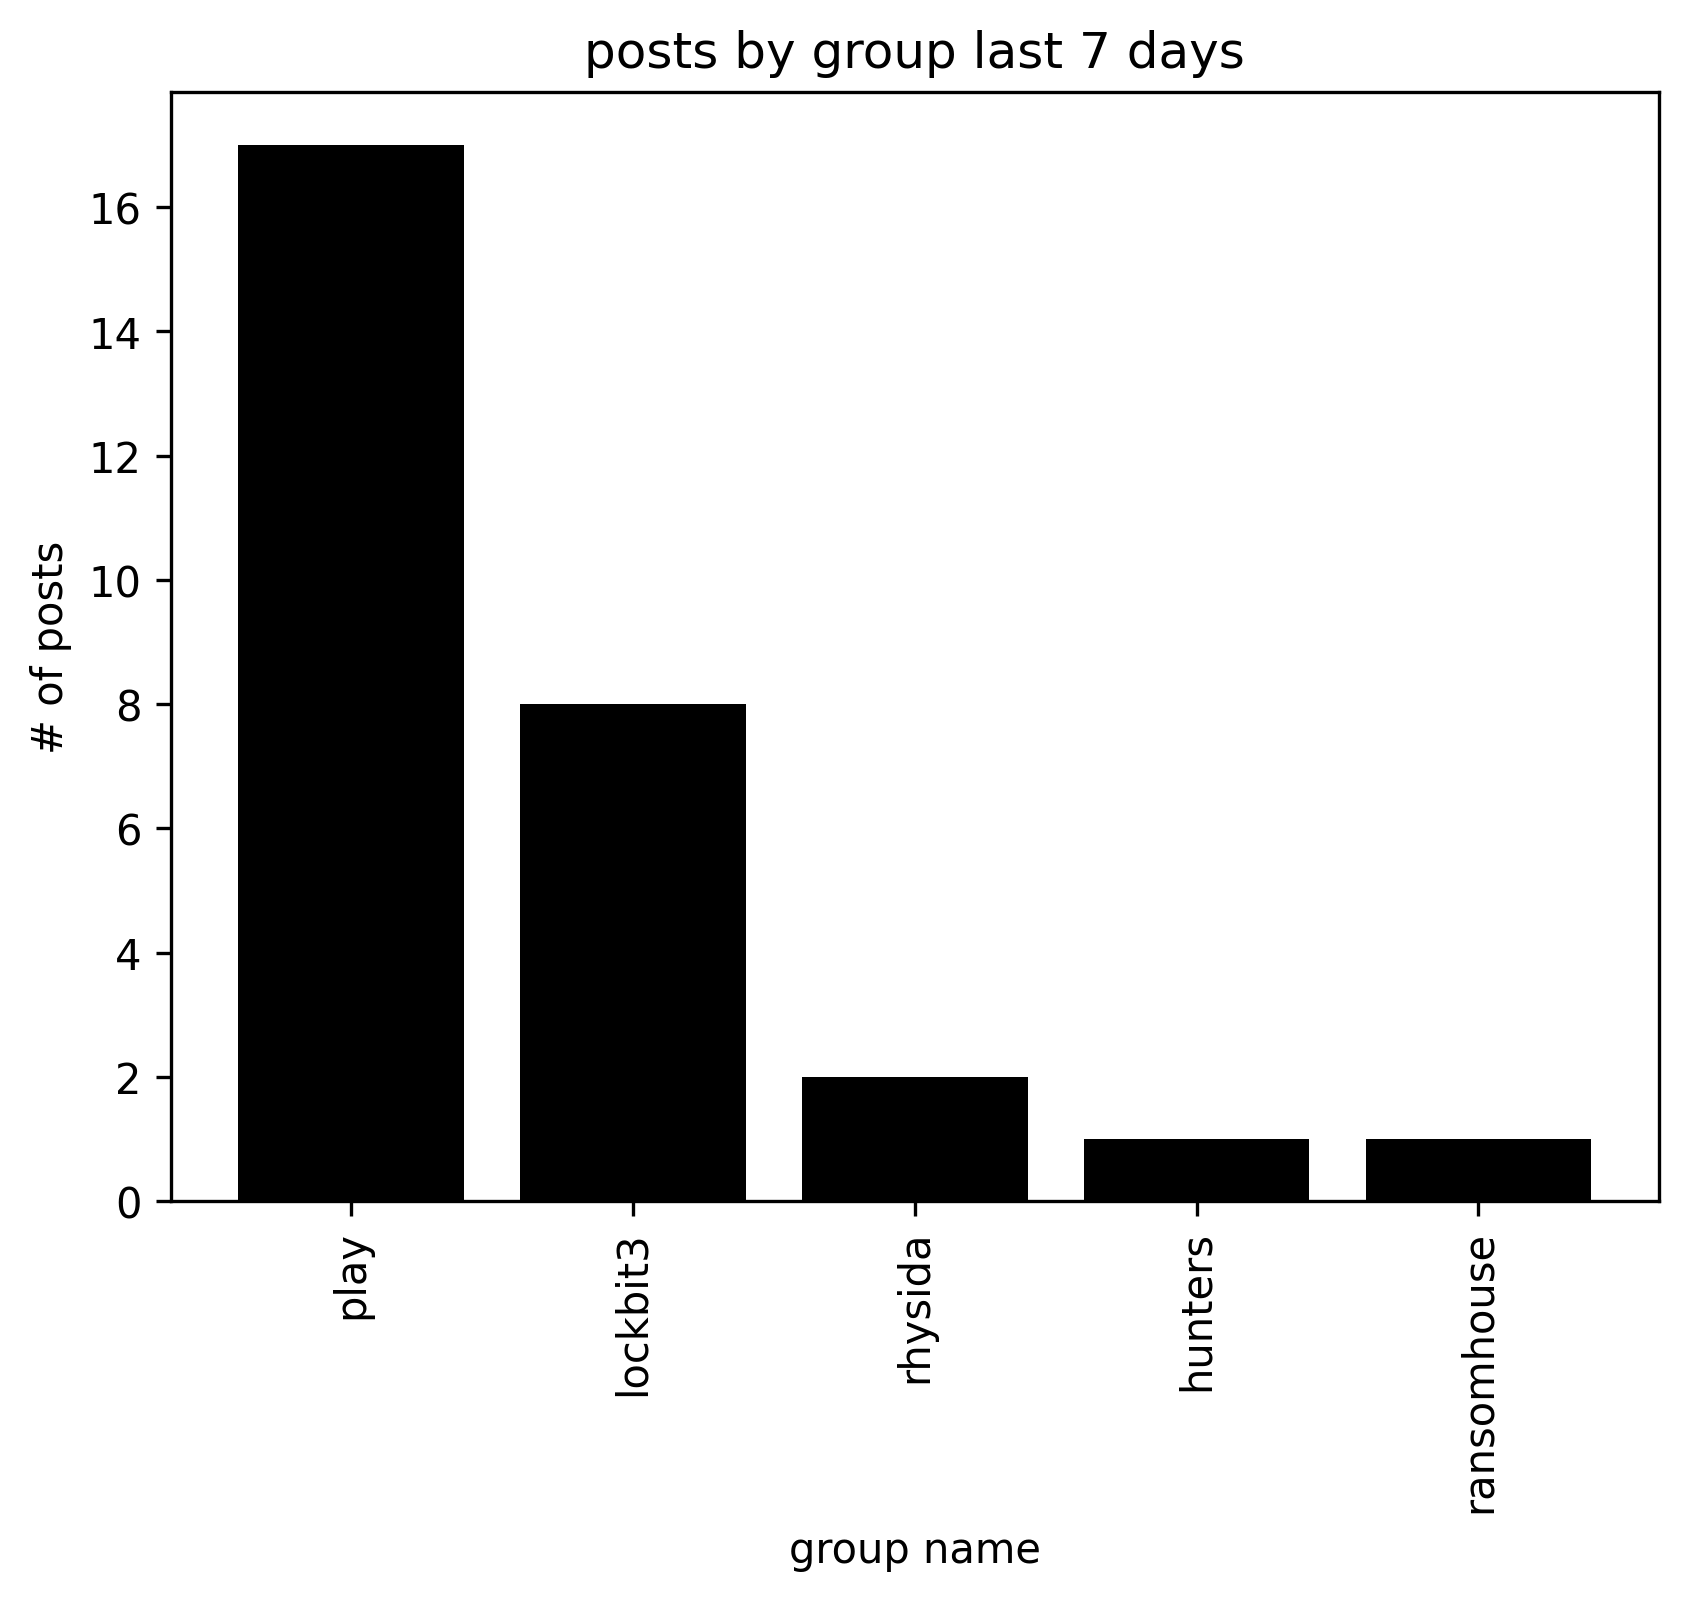 posts by group last 7 days
# of posts
16
14
12
10
8
6
4
2
0
play
lockbit3
rhysida
hunters
ransomhouse
group name